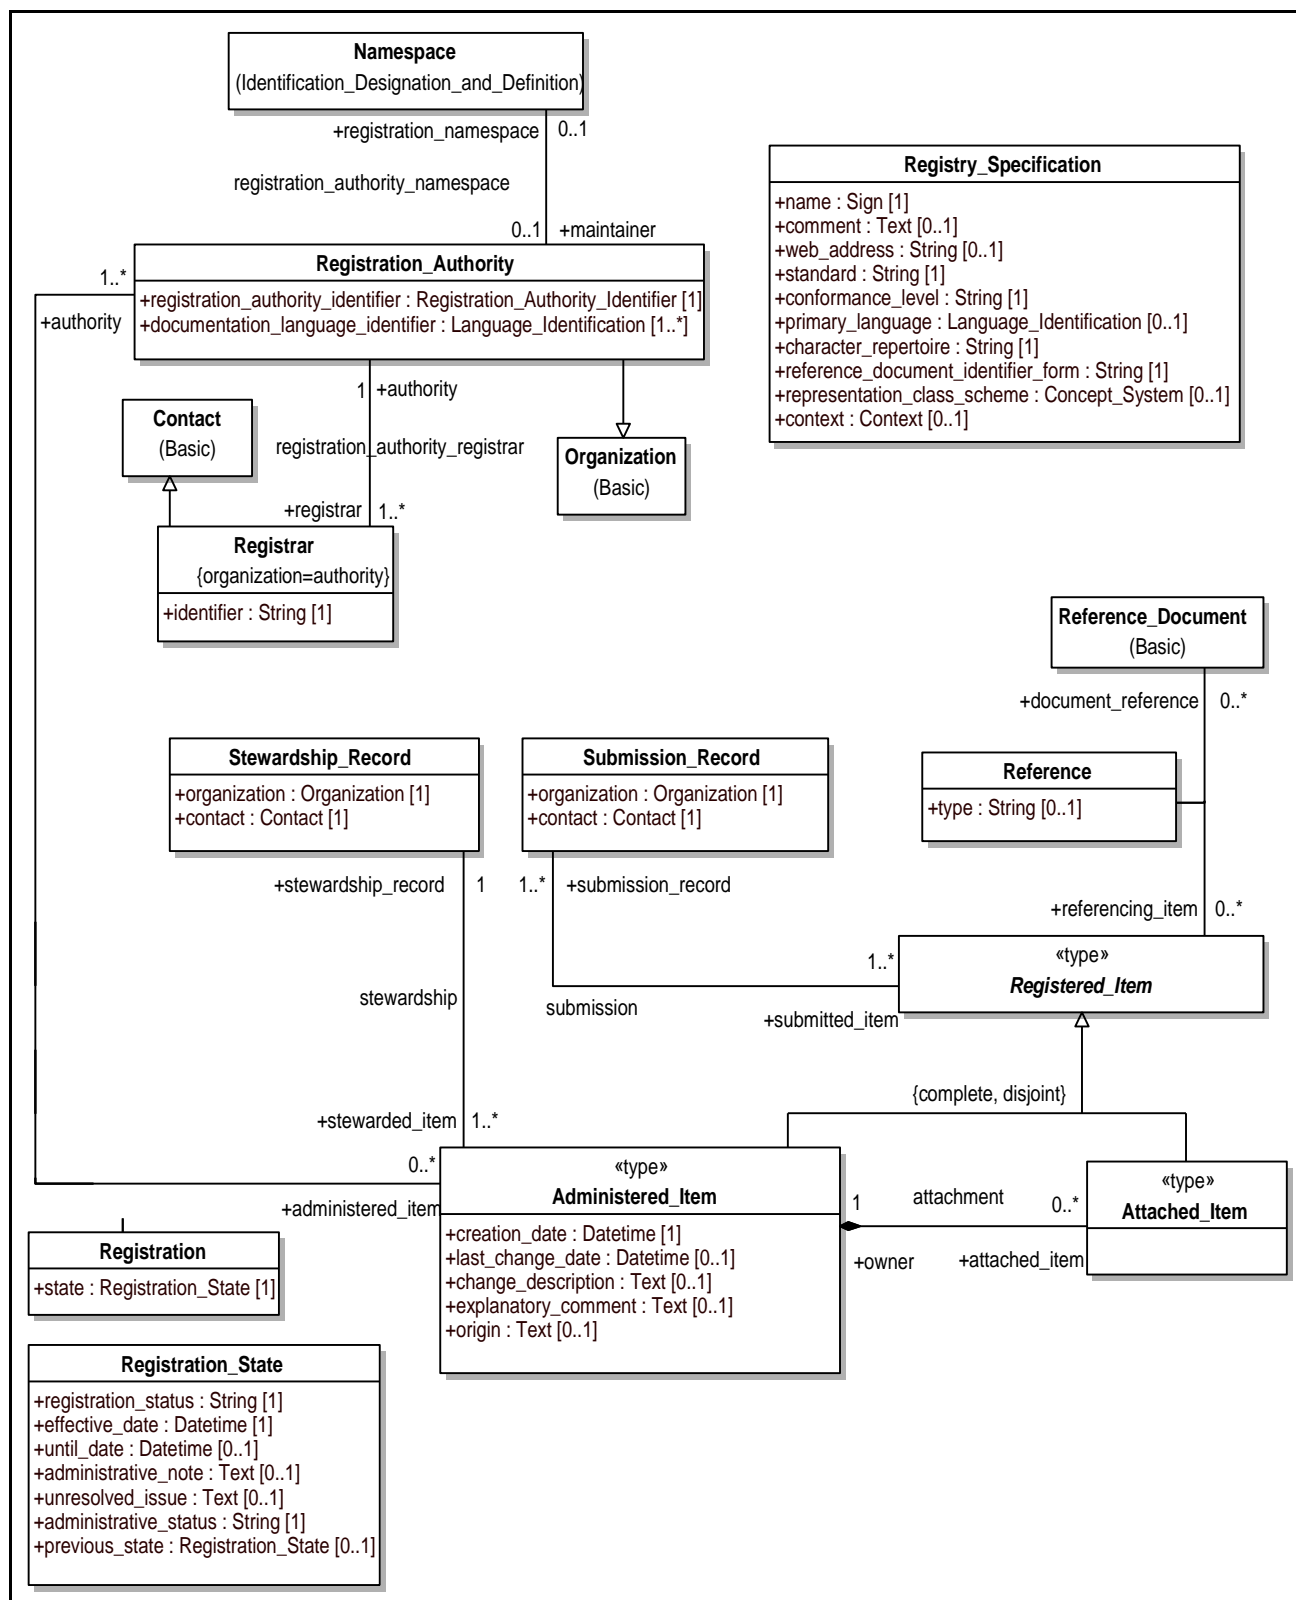 Namespace
(Identification_Designation_and_Definition)
+registration_namespace
0..1
registration_authority_namespace
0..1
+maintainer
Registry_Specification
+name : Sign [1]
+comment : Text [0..1]
+web_address : String [0..1]
+standard : String [1]
+conformance_level : String [1]
+primary_language : Language_Identification [0..1]
+character_repertoire : String [1]
+reference_document_identifier_form : String [1]
+representation_class_scheme : Concept_System [0..1]
+context : Context [0..1]
Registration_Authority
+registration_authority_identifier : Registration_Authority_Identifier [1]
+documentation_language_identifier : Language_Identification [1..*]
1..*
+authority
1
+authority
Contact
(Basic)
registration_authority_registrar
Organization
(Basic)
+registrar
1..*
Registrar
{organization=authority}
+identifier : String [1]
Reference_Document
(Basic)
+document_reference
0..*
Reference
+type : String [0..1]
Stewardship_Record
+organization : Organization [1]
+contact : Contact [1]
Submission_Record
+organization : Organization [1]
+contact : Contact [1]
+stewardship_record
1
1..*
+submission_record
+referencing_item
0..*
«type»
Registered_Item
1..*
stewardship
submission
+submitted_item
{complete, disjoint}
+stewarded_item
1..*
0..*
+administered_item
«type»
Administered_Item
+creation_date : Datetime [1]
+last_change_date : Datetime [0..1]
+change_description : Text [0..1]
+explanatory_comment : Text [0..1]
+origin : Text [0..1]
1
attachment
0..*
+owner
+attached_item
«type»
Attached_Item
Registration
+state : Registration_State [1]
Registration_State
+registration_status : String [1]
+effective_date : Datetime [1]
+until_date : Datetime [0..1]
+administrative_note : Text [0..1]
+unresolved_issue : Text [0..1]
+administrative_status : String [1]
+previous_state : Registration_State [0..1]